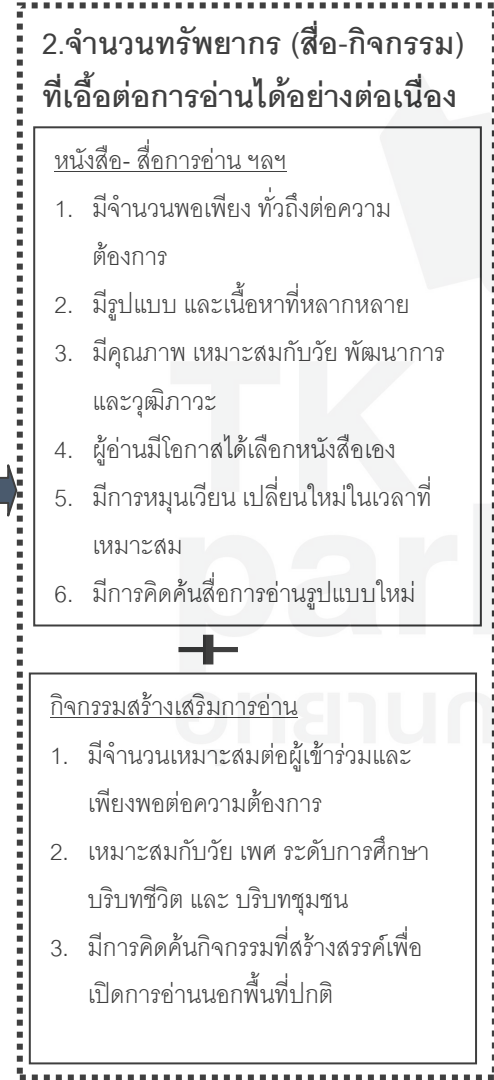 2.จำนวนทรัพยากร (สื่อ-กิจกรรม)
ที่เอื้อต่อการอ่านได้อย่างต่อเนื่อง
หนังสือ- สื่อการอ่าน ฯลฯ
1. มีจำนวนพอเพียง ทั่วถึงต่อความ
ต้องการ
2. มีรูปแบบ และเนื้อหาที่หลากหลาย
3. มีคุณภาพ เหมาะสมกับวัย พัฒนาการ
และวุฒิภาวะ
4. ผู้อ่านมีโอกาสได้เลือกหนังสือเอง
5. มีการหมุนเวียน เปลี่ยนใหม่ในเวลาที่
เหมาะสม
6. มีการคิดค้นสื่อการอ่านรูปแบบใหม่
+
กิจกรรมสร้างเสริมการอ่าน
1. มีจำนวนเหมาะสมต่อผู้เข้าร่วมและ
เพียงพอต่อความต้องการ
2. เหมาะสมกับวัย เพศ ระดับการศึกษา
บริบทชีวิต และ บริบทชุมชน
3. มีการคิดค้นกิจกรรมที่สร้างสรรค์เพื่อ
เปิดการอ่านนอกพื้นที่ปกติ
TK
park